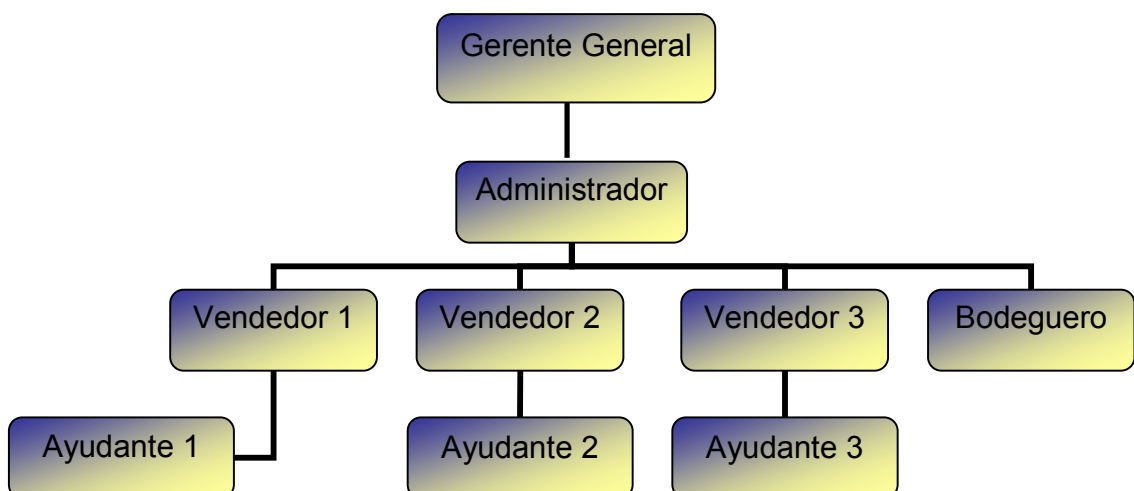 Gerente General
Administrador
Vendedor 1
Vendedor 2
Vendedor 3
Bodeguero
Ayudante 1
Ayudante 2
Ayudante 3